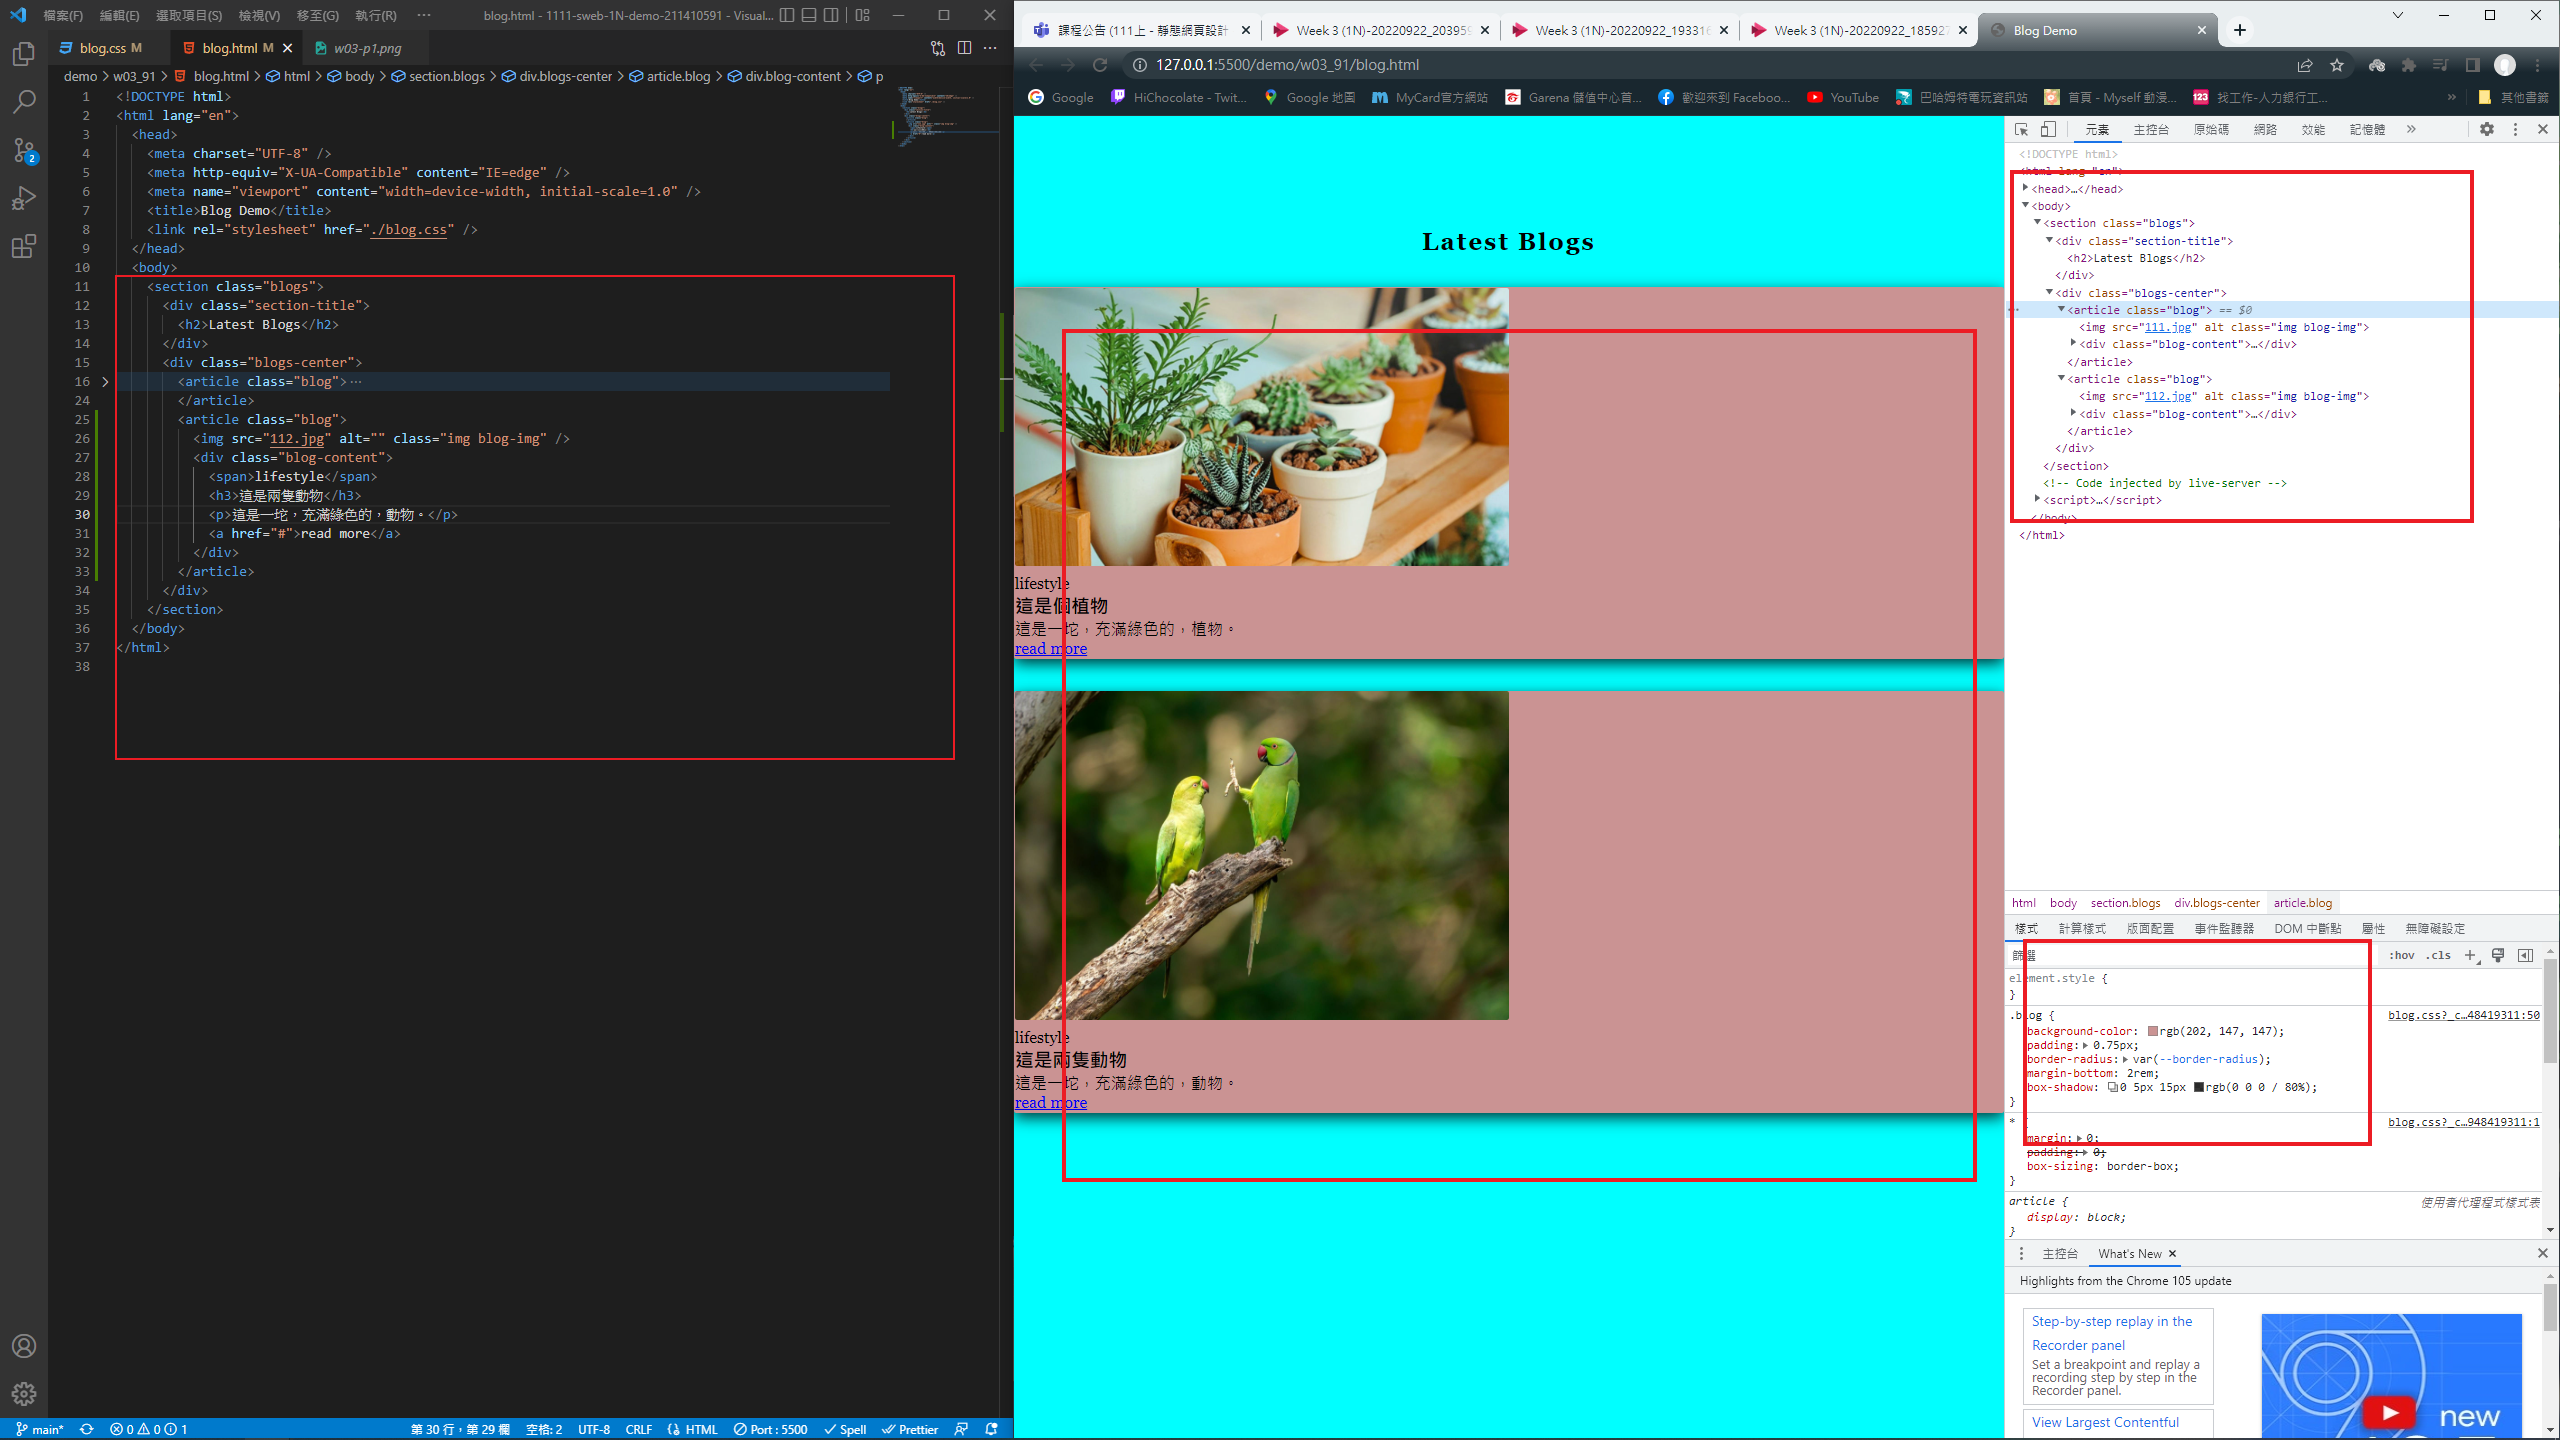 檔案(F) 編輯(E) 選取項目(S) 檢視(V) 移至(G) 執行(R) ··· blog.html - 1111-sweb-1N-demo-211410591 - Visual...
blog.css M blog.html M w03-p1.png
demo > w03_91 > blog.html > html > body > section.blogs > div.blogs-center > article.blog > div.blog-content > p
1 <!DOCTYPE html>
2 <html lang="en">
3 <head>
4 <meta charset="UTF-8" />
5 <meta http-equiv="X-UA-Compatible" content="IE=edge" />
6 <meta name="viewport" content="width=device-width, initial-scale=1.0" />
7 <title>Blog Demo</title>
8 <link rel="stylesheet" href="./blog.css" />
9 </head>
10 <body>
11 <section class="blogs">
12 <div class="section-title">
13 <h2>Latest Blogs</h2>
14 </div>
15 <div class="blogs-center">
16 <article class="blog">···
24 </article>
25 <article class="blog">
26 <img src="112.jpg" alt="" class="img blog-img" />
27 <div class="blog-content">
28 <span>lifestyle</span>
29 <h3>這是兩隻動物</h3>
30 <p>這是一坨，充滿綠色的，動物。</p>
31 <a href="#">read more</a>
32 </div>
33 </article>
34 </div>
35 </section>
36 </body>
37 </html>
38
2
main* 0 0 1 第 30 行，第 29 欄 空格: 2 UTF-8 CRLF HTML Port : 5500 Spell Prettier
課程公告 (111上 - 靜態網頁設計 Week 3 (1N)-20220922_203959 Week 3 (1N)-20220922_193316 Week 3 (1N)-20220922_185927 Blog Demo
127.0.0.1:5500/demo/w03_91/blog.html
Google HiChocolate - Twit... Google 地圖 MyCard官方網站 Garena 儲值中心首... 歡迎來到 Faceboo... YouTube 巴哈姆特電玩資訊站 首頁 - Myself 動漫... 找工作-人力銀行工... » 其他書籤
Latest Blogs
lifestyle
這是個植物
這是一坨，充滿綠色的，植物。
read more
lifestyle
這是兩隻動物
這是一坨，充滿綠色的，動物。
read more
元素 主控台 原始碼 網路 效能 記憶體 »
<!DOCTYPE html>
<html lang="en">
<head>…</head>
<body>
<section class="blogs">
<div class="section-title">
<h2>Latest Blogs</h2>
</div>
<div class="blogs-center">
<article class="blog"> == $0
<img src="111.jpg" alt class="img blog-img">
<div class="blog-content">…</div>
</article>
<article class="blog">
<img src="112.jpg" alt class="img blog-img">
<div class="blog-content">…</div>
</article>
</div>
</section>
<!-- Code injected by live-server -->
<script>…</script>
</body>
</html>
html body section.blogs div.blogs-center article.blog
樣式 計算樣式 版面配置 事件監聽器 DOM 中斷點 屬性 無障礙設定
篩選 :hov .cls +
element.style {
}
.blog { blog.css?_c…48419311:50
background-color: rgb(202, 147, 147);
padding: 0.75px;
border-radius: var(--border-radius);
margin-bottom: 2rem;
box-shadow: 0 5px 15px rgb(0 0 0 / 80%);
}
* { blog.css?_c…948419311:1
margin: 0;
padding: 0;
box-sizing: border-box;
}
article { 使用者代理程式樣式表
display: block;
}
主控台 What's New
Highlights from the Chrome 105 update
Step-by-step replay in the
Recorder panel
Set a breakpoint and replay a
recording step by step in the
Recorder panel.
View Largest Contentful
new